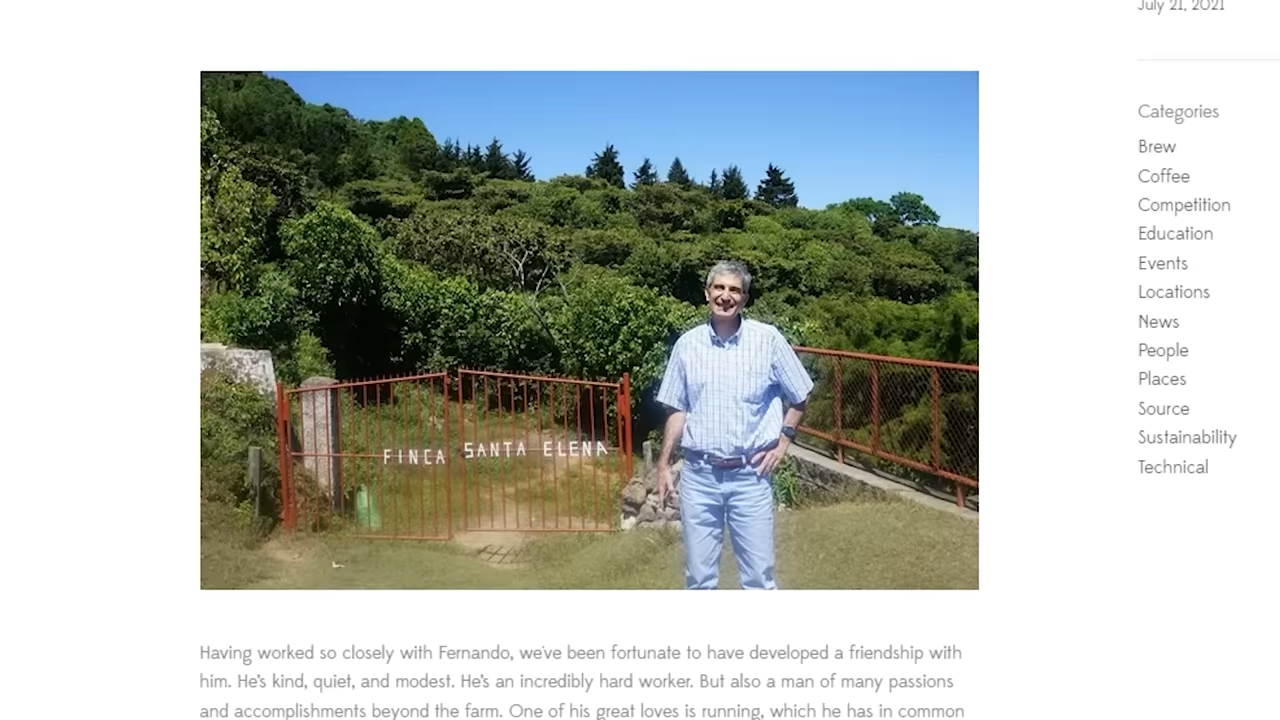 July 21, 2021
Categories
Brew
Coffee
Competition
Education
Events
Locations
News
People
Places
Source
Sustainability
Technical
FINCA SANTA ELENA
Having worked so closely with Fernando, we've been fortunate to have developed a friendship with
him. He's kind, quiet, and modest. He's an incredibly hard worker. But also a man of many passions
and accomplishments beyond the farm. One of his great loves is running, which he has in common